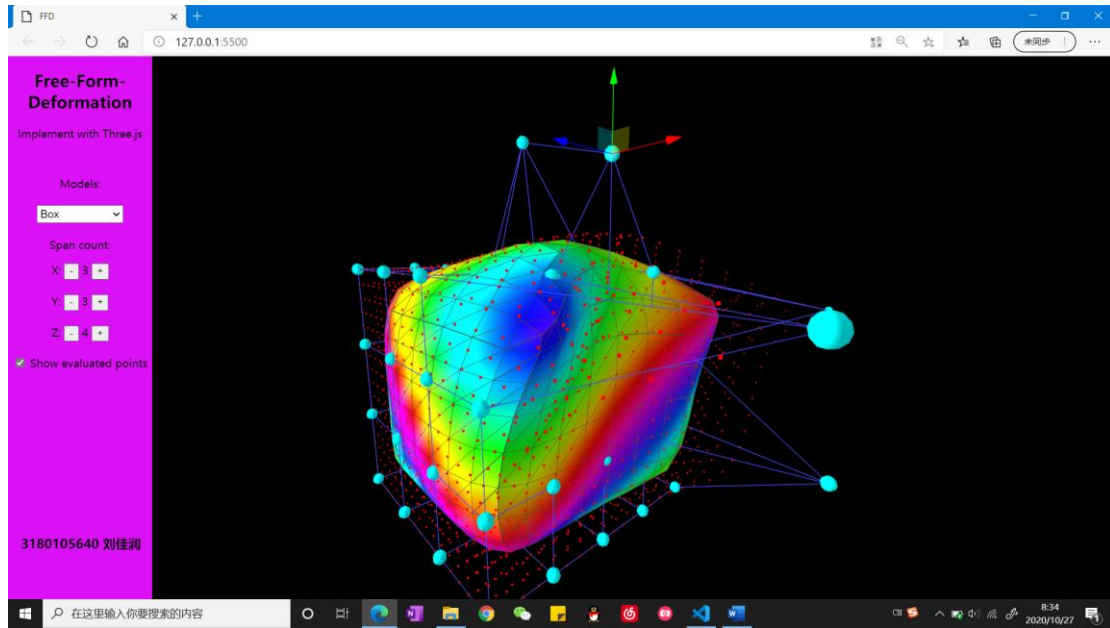 FFD
127.0.0.1:5500
未同步
Free-Form-
Deformation
Implement with Three.js
Models:
Box
Span count:
X: - 3 +
Y: - 3 +
Z: - 4 +
Show evaluated points
3180105640 刘佳润
在这里输入你要搜索的内容
CH
8:34
2020/10/27